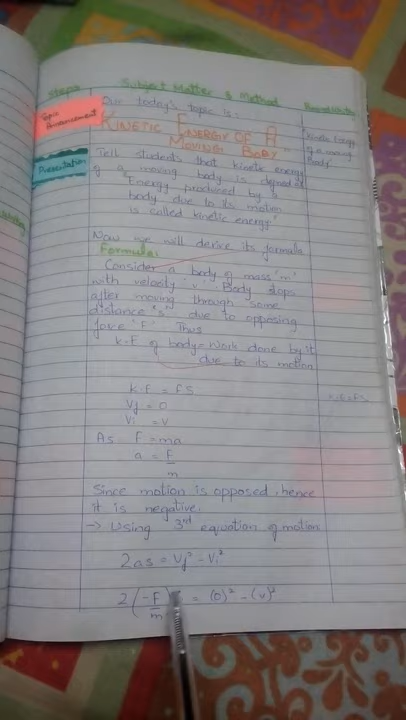 Steps
Subject Matter & Method
Topic
Announcement
Our today's topic is:-
KINETIC ENERGY OF A
MOVING BODY
Kinetic Energy
of a moving
Body
Presentation
Tell students that kinetic energy
of a moving body is depend
"Energy produced by a
body due to its motion
is called kinetic energy"
Now we will derive its formula
Formula:
Consider a body of mass 'm'
with velocity 'v'. Body stops
after moving through some
distance 's' due to opposing
force 'F'. Thus
K.E of body = Work done by it
due to its motion
K.E = FS
K.E = FS
Vf = 0
Vi = V
As F = ma
a = F/m
Since motion is opposed, hence
it is negative.
→ Using 3rd equation of motion
2as = Vf² - Vi²
2(-F/m) = (0)² - (v)²